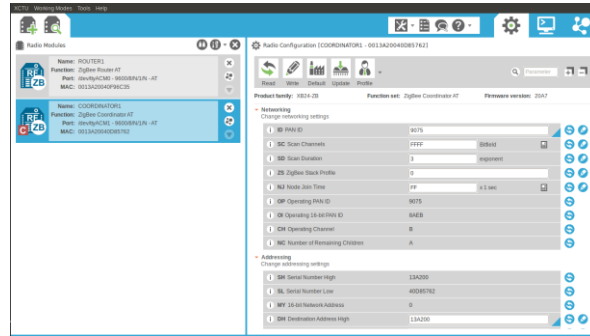 XCTU Working Modes Tools Help
Radio Modules
Radio Configuration [COORDINATOR1 - 0013A20040D85762]
Name: ROUTER1
Function: ZigBee Router AT
Port: /dev/ttyACM0 - 9600/8/N/1/N - AT
MAC: 0013A20040F96C35
ZB
Name: COORDINATOR1
Function: ZigBee Coordinator AT
Port: /dev/ttyACM1 - 9600/8/N/1/N - AT
MAC: 0013A20040D85762
C ZB
Read Write Default Update Profile
Parameter
Product family: XB24-ZB Function set: ZigBee Coordinator AT Firmware version: 20A7
Networking
Change networking settings
i ID PAN ID 9075
i SC Scan Channels FFFF Bitfield
i SD Scan Duration 3 exponent
i ZS ZigBee Stack Profile 0
i NJ Node Join Time FF x 1 sec
i OP Operating PAN ID 9075
i OI Operating 16-bit PAN ID 6AEB
i CH Operating Channel B
i NC Number of Remaining Children A
Addressing
Change addressing settings
i SH Serial Number High 13A200
i SL Serial Number Low 40D85762
i MY 16-bit Network Address 0
i DH Destination Address High 13A200